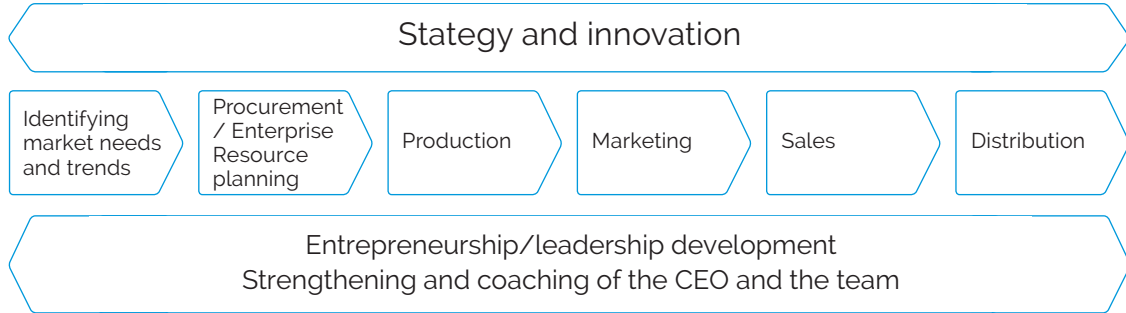 Stategy and innovation
Identifying
market needs
and trends
Procurement
/ Enterprise
Resource
planning
Production
Marketing
Sales
Distribution
Entrepreneurship/leadership development
Strengthening and coaching of the CEO and the team